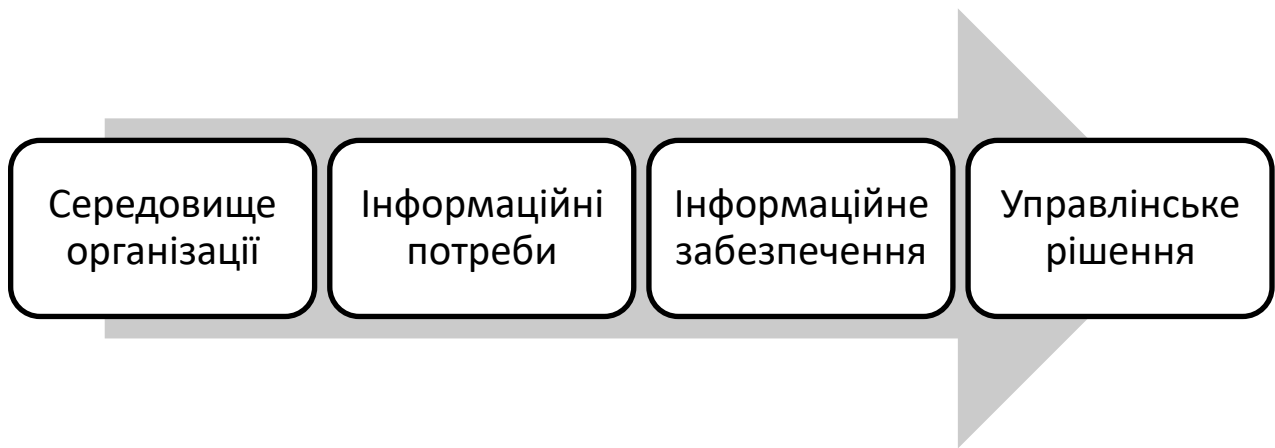 Середовище
організації
Інформаційні
потреби
Інформаційне
забезпечення
Управлінське
рішення